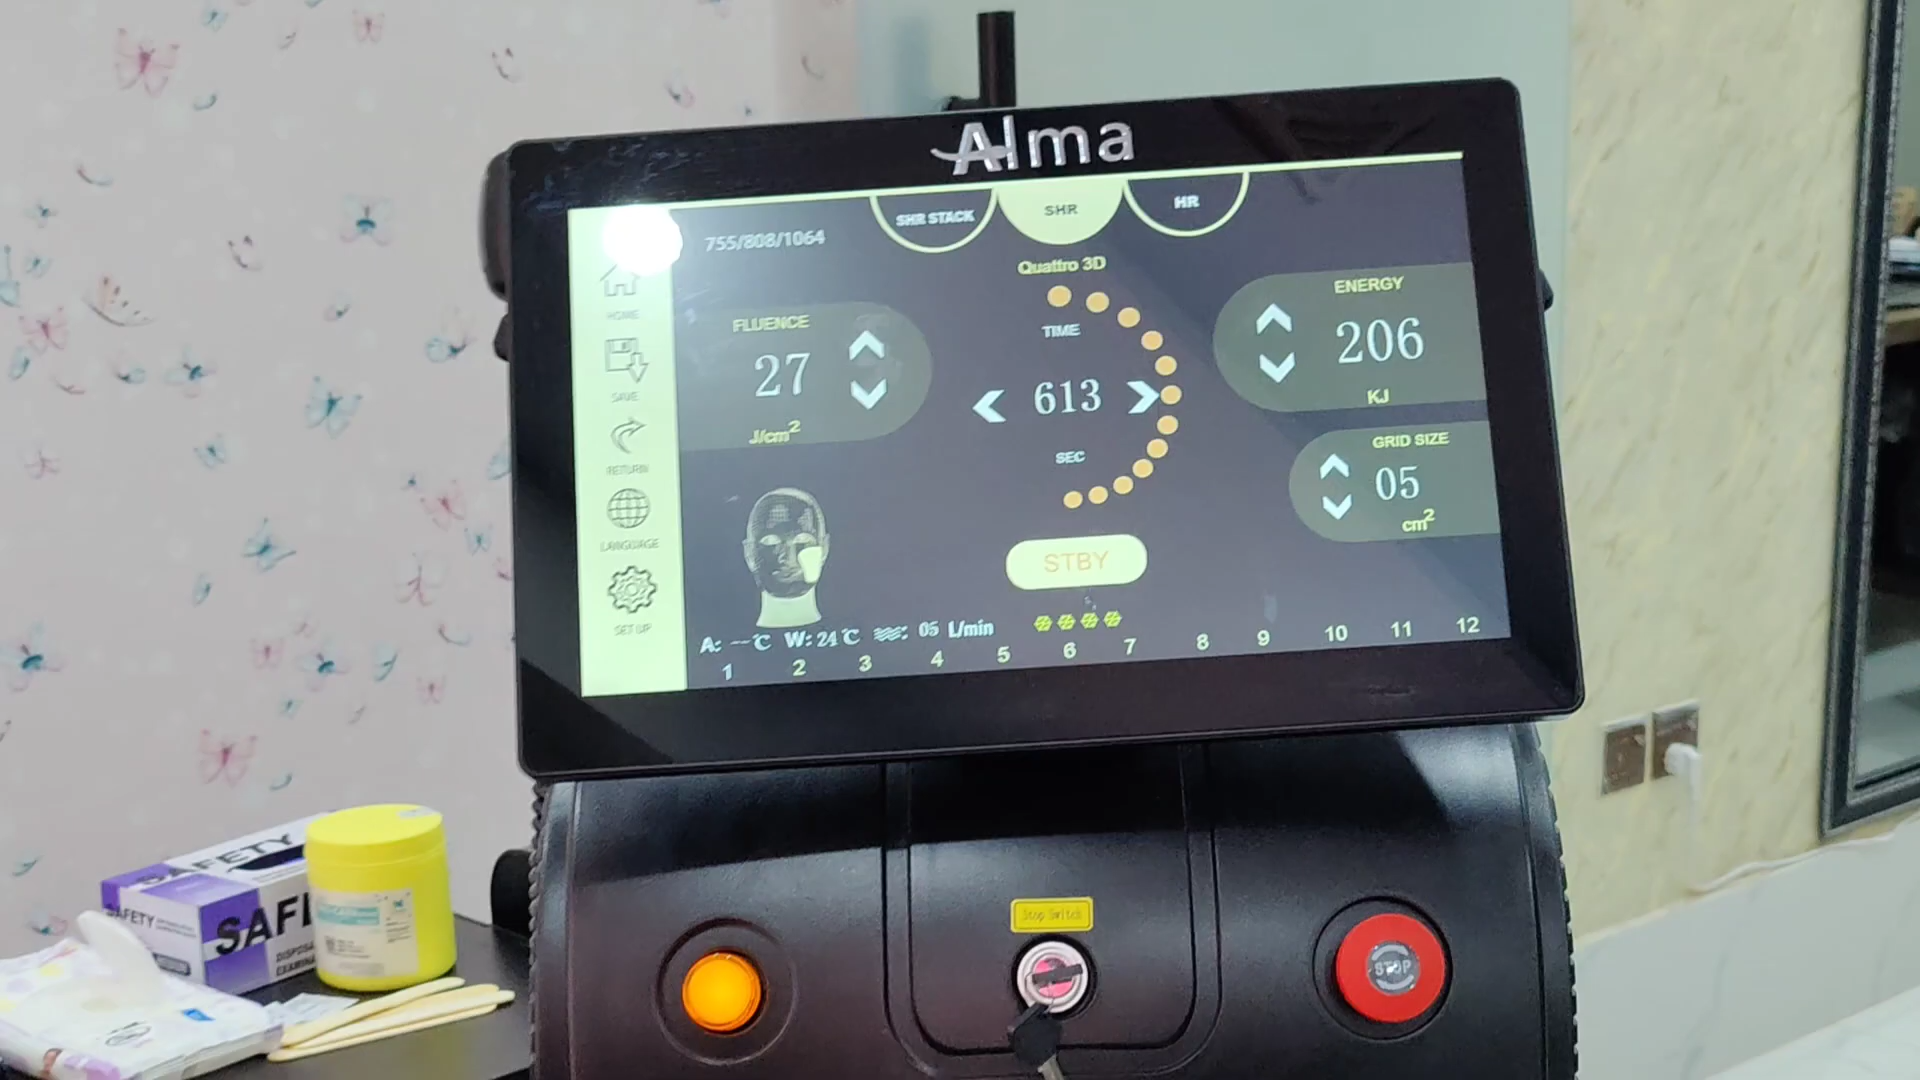 Alma
SHR STACK
SHR
HR
755/808/1064
Quattro 3D
FLUENCE
27
J/cm²
TIME
613
SEC
ENERGY
206
KJ
GRID SIZE
05
cm²
HOME
SAVE
RETURN
LANGUAGE
SET UP
STBY
A: --℃ W: 24℃ : 05 L/min
1 2 3 4 5 6 7 8 9 10 11 12
Stop Switch
STOP
SAFETY
SAFETY
SAFE